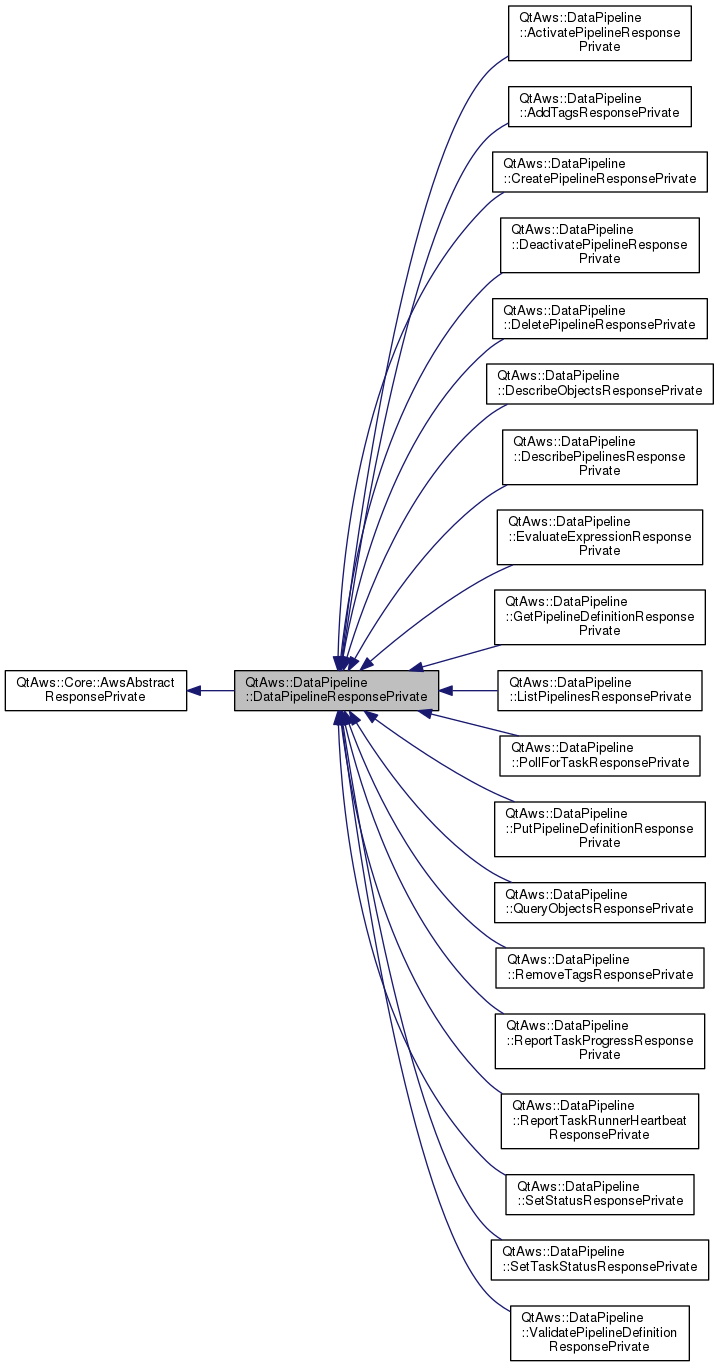 QtAws::DataPipeline
::ActivatePipelineResponse
Private
QtAws::DataPipeline
::AddTagsResponsePrivate
QtAws::DataPipeline
::CreatePipelineResponsePrivate
QtAws::DataPipeline
::DeactivatePipelineResponse
Private
QtAws::DataPipeline
::DeletePipelineResponsePrivate
QtAws::DataPipeline
::DescribeObjectsResponsePrivate
QtAws::DataPipeline
::DescribePipelinesResponse
Private
QtAws::DataPipeline
::EvaluateExpressionResponse
Private
QtAws::DataPipeline
::GetPipelineDefinitionResponse
Private
QtAws::Core::AwsAbstract
ResponsePrivate
QtAws::DataPipeline
::DataPipelineResponsePrivate
QtAws::DataPipeline
::ListPipelinesResponsePrivate
QtAws::DataPipeline
::PollForTaskResponsePrivate
QtAws::DataPipeline
::PutPipelineDefinitionResponse
Private
QtAws::DataPipeline
::QueryObjectsResponsePrivate
QtAws::DataPipeline
::RemoveTagsResponsePrivate
QtAws::DataPipeline
::ReportTaskProgressResponse
Private
QtAws::DataPipeline
::ReportTaskRunnerHeartbeat
ResponsePrivate
QtAws::DataPipeline
::SetStatusResponsePrivate
QtAws::DataPipeline
::SetTaskStatusResponsePrivate
QtAws::DataPipeline
::ValidatePipelineDefinition
ResponsePrivate